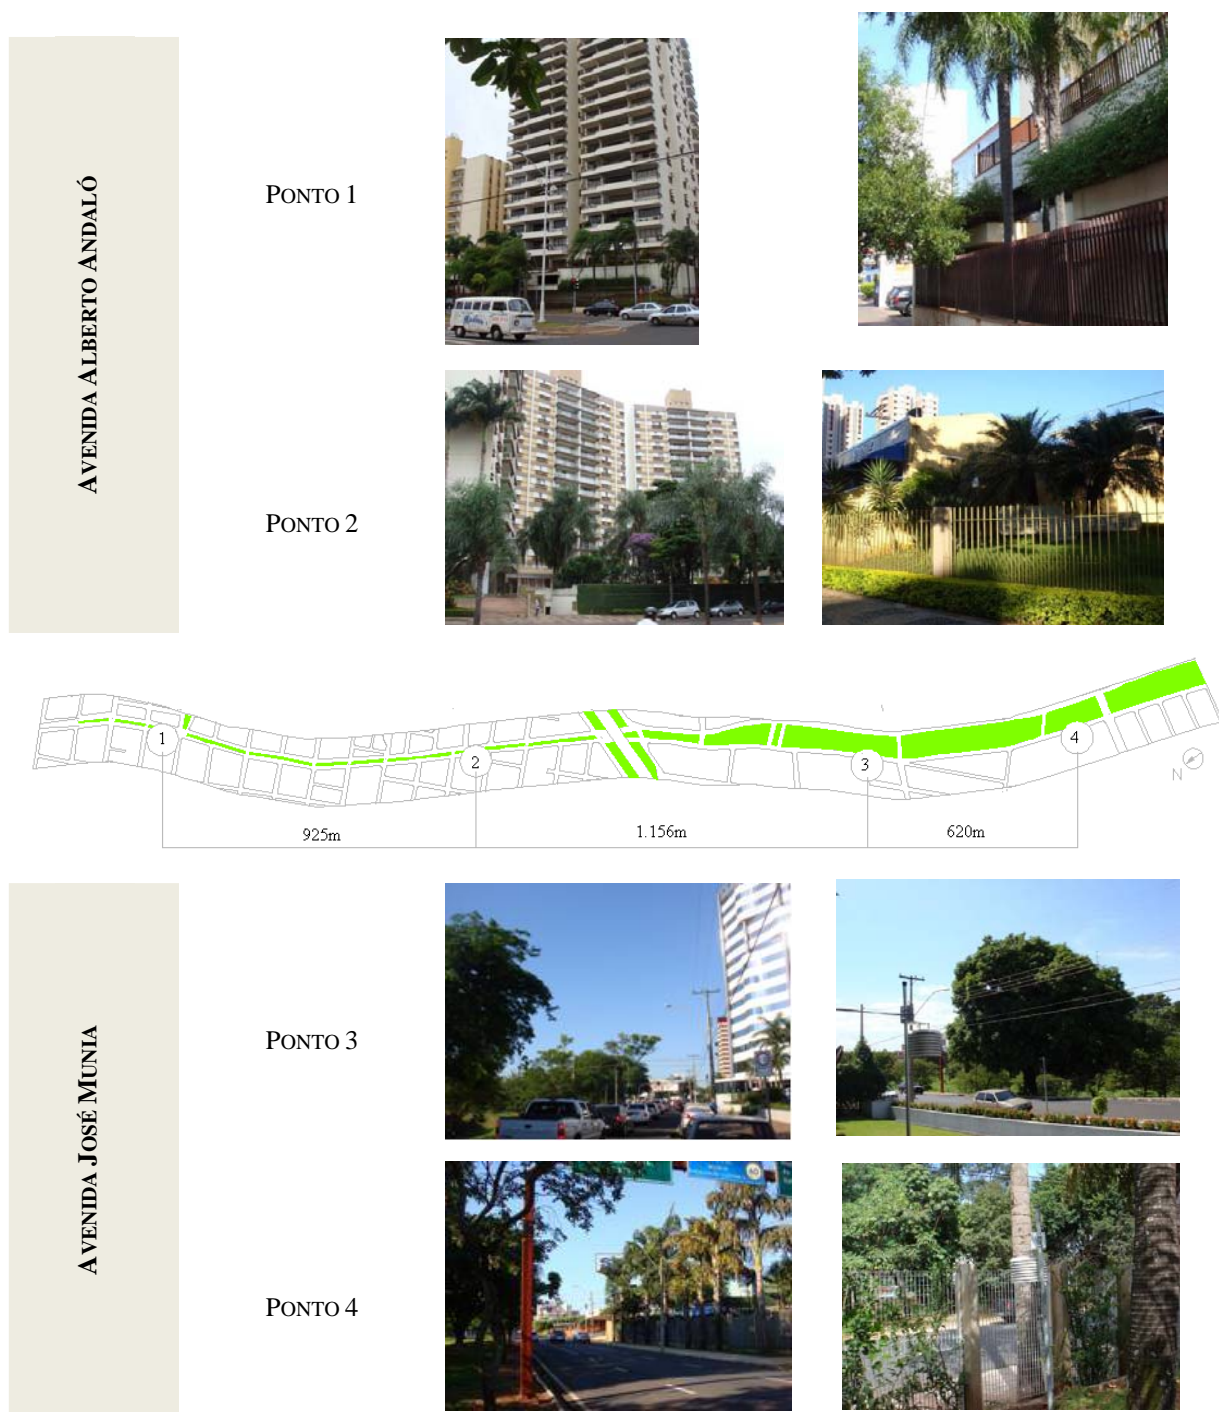 AVENIDA ALBERTO ANDALÓ
PONTO 1
PONTO 2
1
2
3
4
N
925m
1.156m
620m
AVENIDA JOSÉ MUNIA
PONTO 3
PONTO 4
60